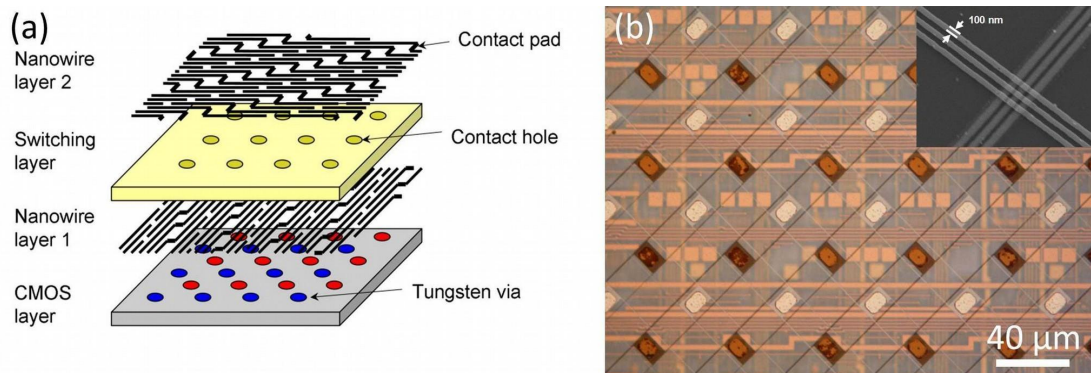 (a)
Nanowire
layer 2
Contact pad
Switching
layer
Contact hole
Nanowire
layer 1
CMOS
layer
Tungsten via
(b)
100 nm
40 µm